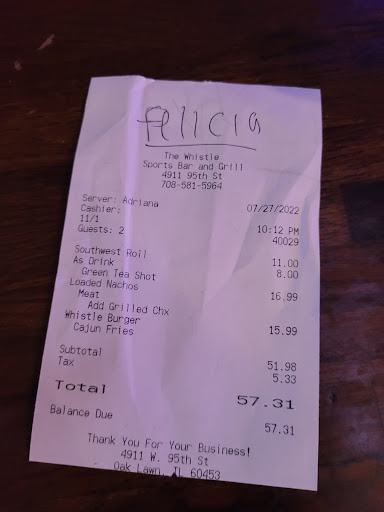 Felicia
The Whistle
Sports Bar and Grill
4911 95th St
708-581-5964
Server: Adriana 07/27/2022
Cashier:
11/1 10:12 PM
Guests: 2 40029
Southwest Roll 11.00
As Drink 8.00
Green Tea Shot
Loaded Nachos 16.99
Meat
Add Grilled Chx
Whistle Burger 15.99
Cajun Fries
Subtotal 51.98
Tax 5.33
Total 57.31
Balance Due 57.31
Thank You For Your Business!
4911 W. 95th St
Oak Lawn, IL 60453